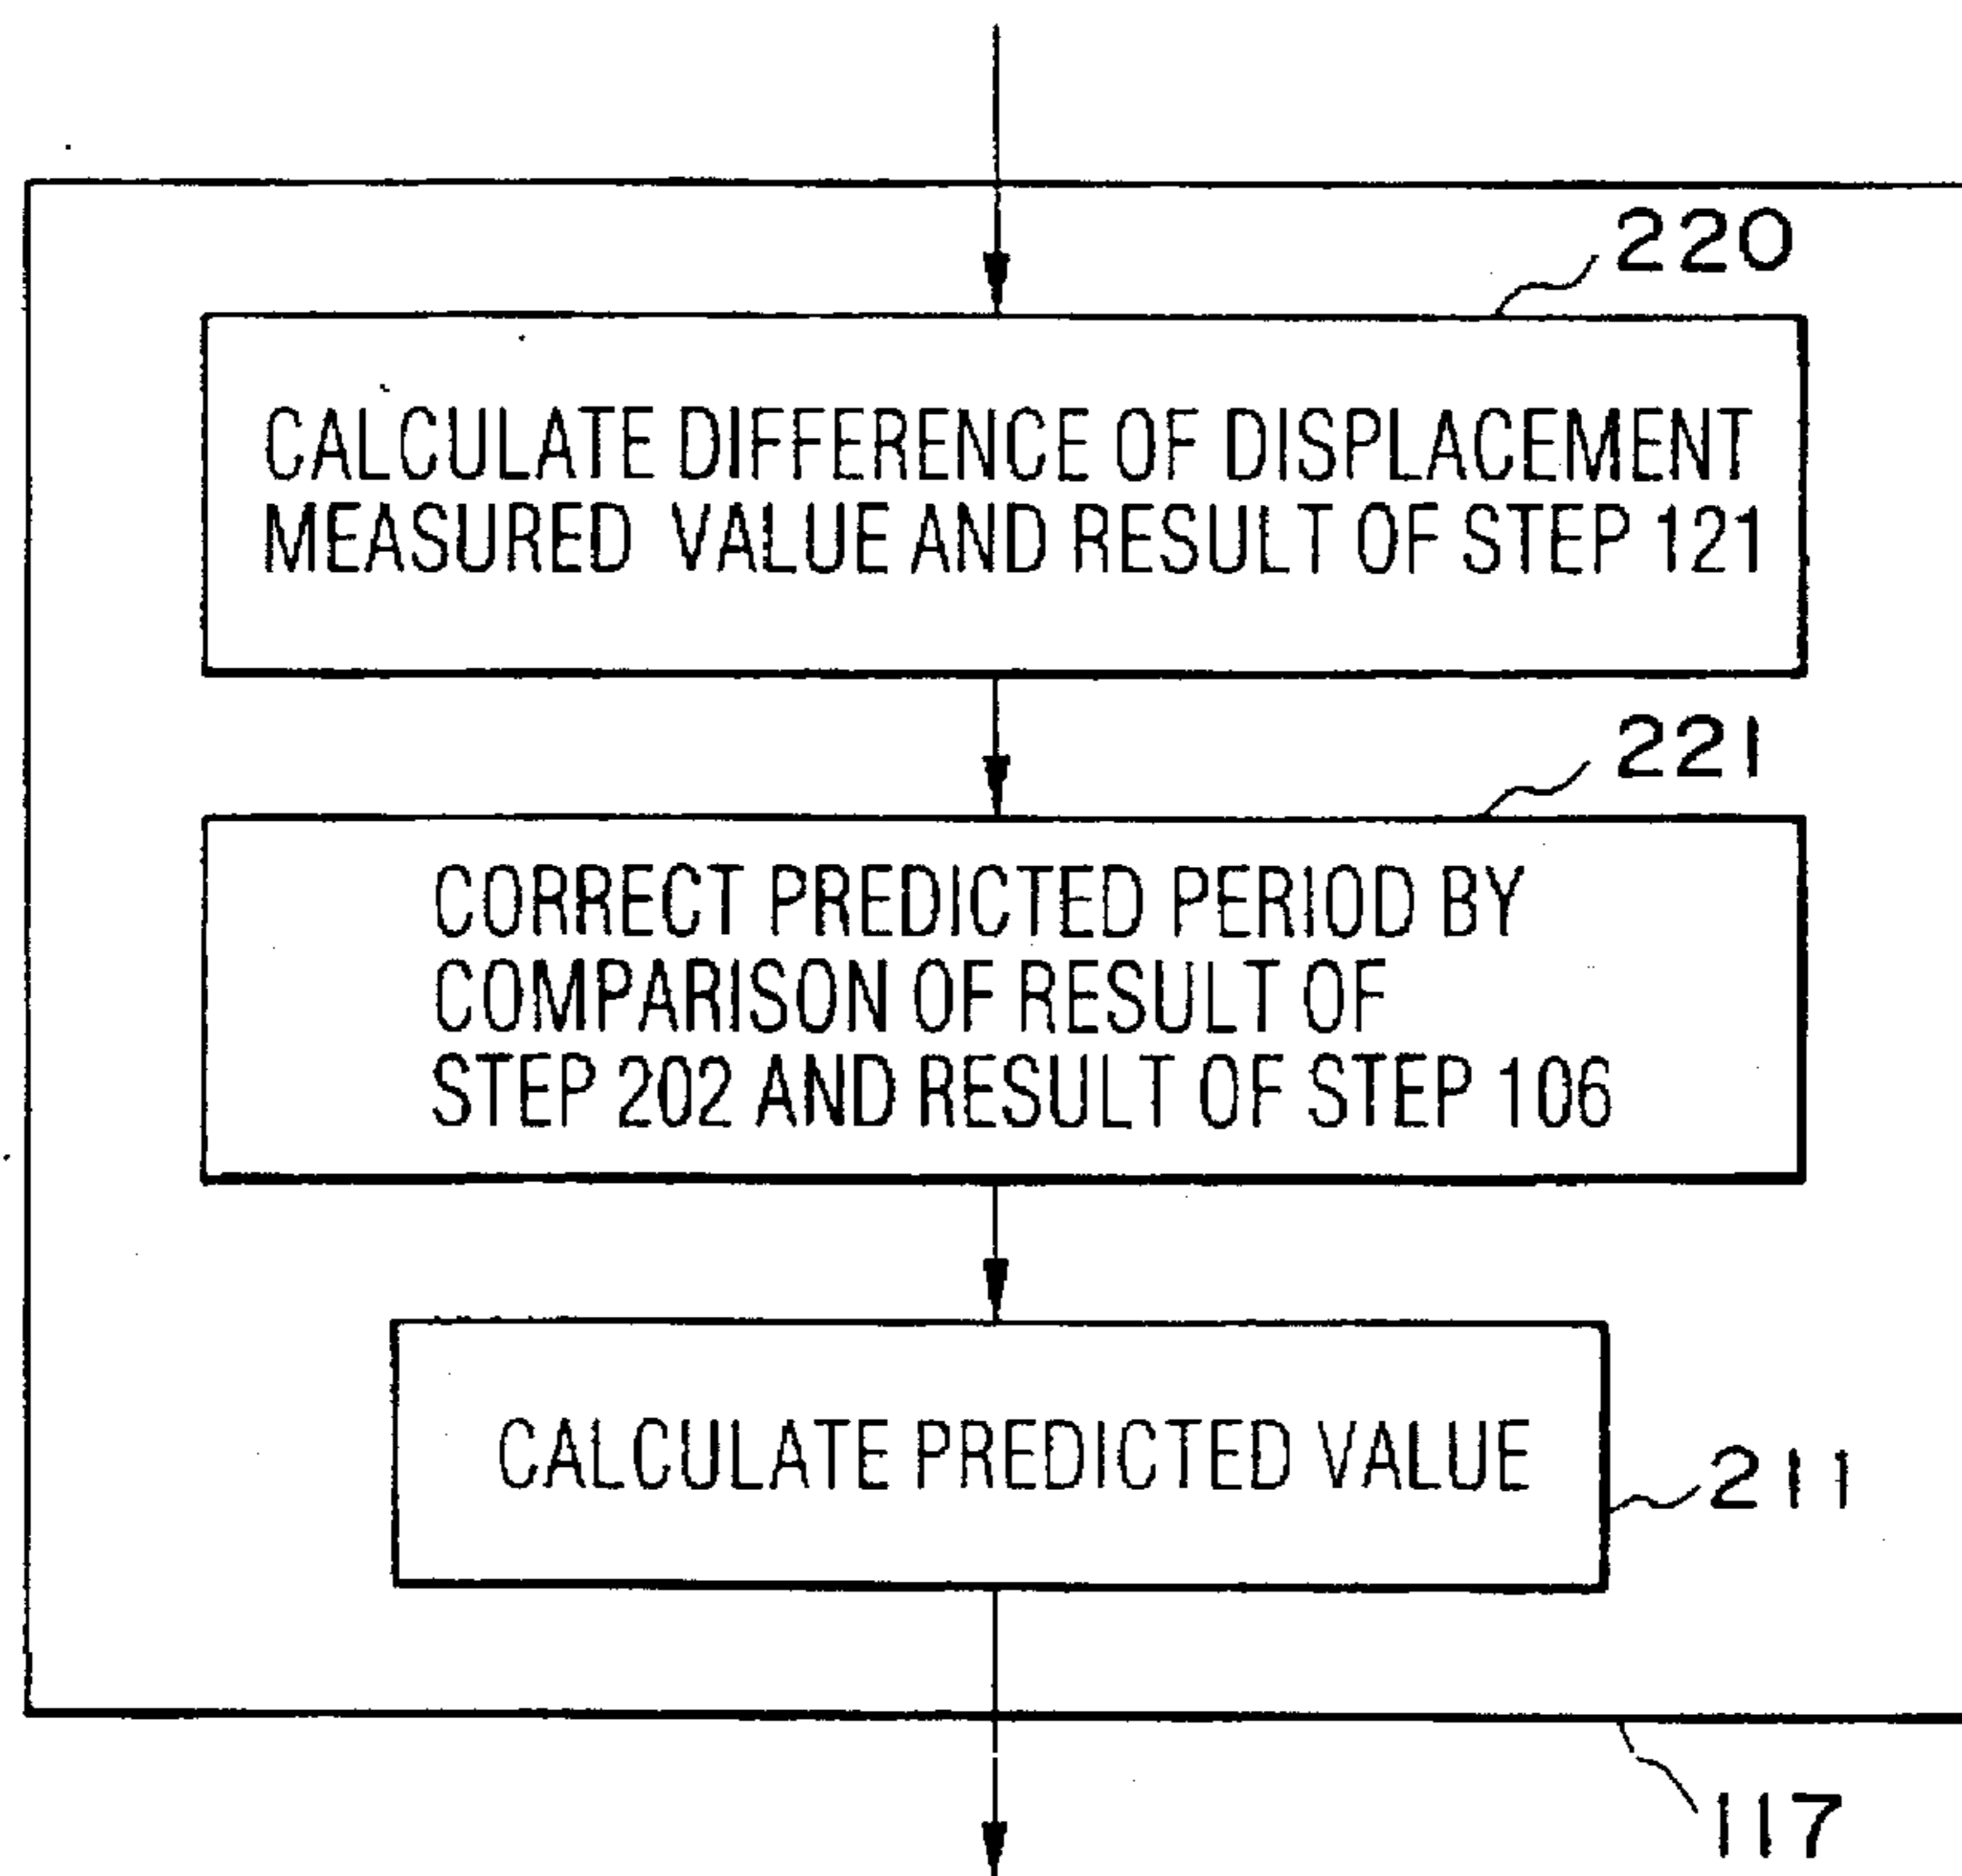 220
CALCULATE DIFFERENCE OF DISPLACEMENT
MEASURED VALUE AND RESULT OF STEP 121
221
CORRECT PREDICTED PERIOD BY
COMPARISON OF RESULT OF
STEP 202 AND RESULT OF STEP 106
CALCULATE PREDICTED VALUE
211
117